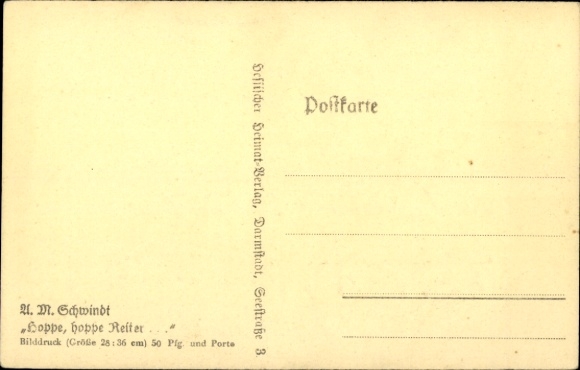 Postkarte
Hessischer Heimat-Verlag, Darmstadt, Seestraße 3.
A. M. Schwindt
„Hoppe, hoppe Reiter . . .“
Bilddruck (Größe 28 : 36 cm) 50 Pfg. und Porto